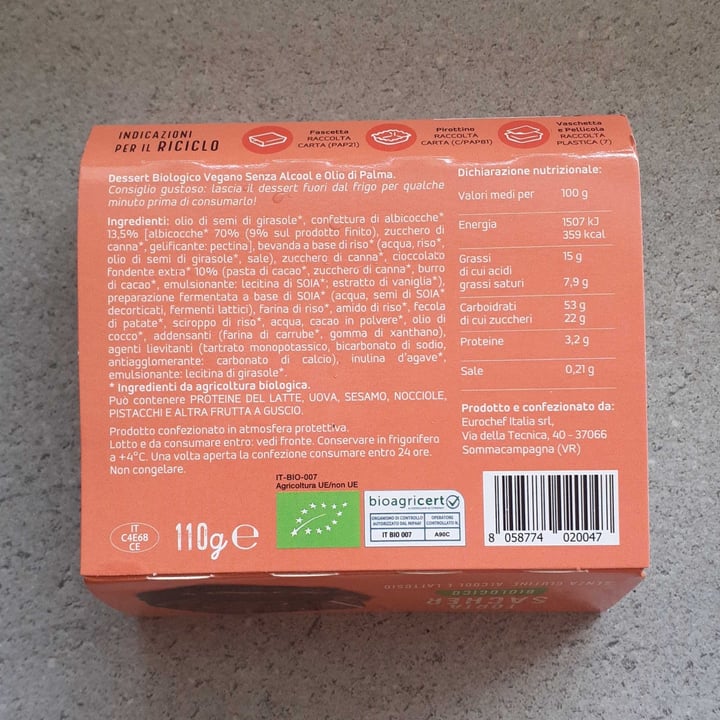 INDICAZIONI
PER IL RICICLO
Fascetta
RACCOLTA
CARTA (PAP21)
Pirottino
RACCOLTA
CARTA (C/PAP81)
Vaschetta
e Pellicola
RACCOLTA
PLASTICA (7)
Dessert Biologico Vegano Senza Alcool e Olio di Palma.
Consiglio gustoso: lascia il dessert fuori dal frigo per qualche
minuto prima di consumarlo!
Ingredienti: olio di semi di girasole*, confettura di albicocche*
13,5% [albicocche* 70% (9% sul prodotto finito), zucchero di
canna*, gelificante: pectina], bevanda a base di riso* (acqua, riso*,
olio di semi di girasole*, sale), zucchero di canna*, cioccolato
fondente extra* 10% (pasta di cacao*, zucchero di canna*, burro
di cacao*, emulsionante: lecitina di SOIA*; estratto di vaniglia*),
preparazione fermentata a base di SOIA* (acqua, semi di SOIA*
decorticati, fermenti lattici), farina di riso*, amido di riso*, fecola
di patate*, sciroppo di riso*, acqua, cacao in polvere*, olio di
cocco*, addensanti (farina di carrube*, gomma di xanthano),
agenti lievitanti (tartrato monopotassico, bicarbonato di sodio,
antiagglomerante: carbonato di calcio), inulina d'agave*,
emulsionante: lecitina di girasole*.
* Ingredienti da agricoltura biologica.
Può contenere PROTEINE DEL LATTE, UOVA, SESAMO, NOCCIOLE,
PISTACCHI E ALTRA FRUTTA A GUSCIO.
Prodotto confezionato in atmosfera protettiva.
Lotto e da consumare entro: vedi fronte. Conservare in frigorifero
a +4°C. Una volta aperta la confezione consumare entro 24 ore.
Non congelare.
Dichiarazione nutrizionale:
Valori medi per 100 g
Energia 1507 kJ
359 kcal
Grassi 15 g
di cui acidi
grassi saturi 7,9 g
Carboidrati 53 g
di cui zuccheri 22 g
Proteine 3,2 g
Sale 0,21 g
Prodotto e confezionato da:
Eurochef Italia srl,
Via della Tecnica, 40 - 37066
Sommacampagna (VR)
IT
C4E68
CE
110g e
IT-BIO-007
Agricoltura UE/non UE
bioagricert
ORGANISMO DI CONTROLLO
AUTORIZZATO DAL MIPAAF
IT BIO 007
OPERATORE
CONTROLLATO N.
A90C
8 058774 020047
SENZA GLUTINE, ALCOOL E LATTOSIO
BIOLOGICO
SACHER
TORTA